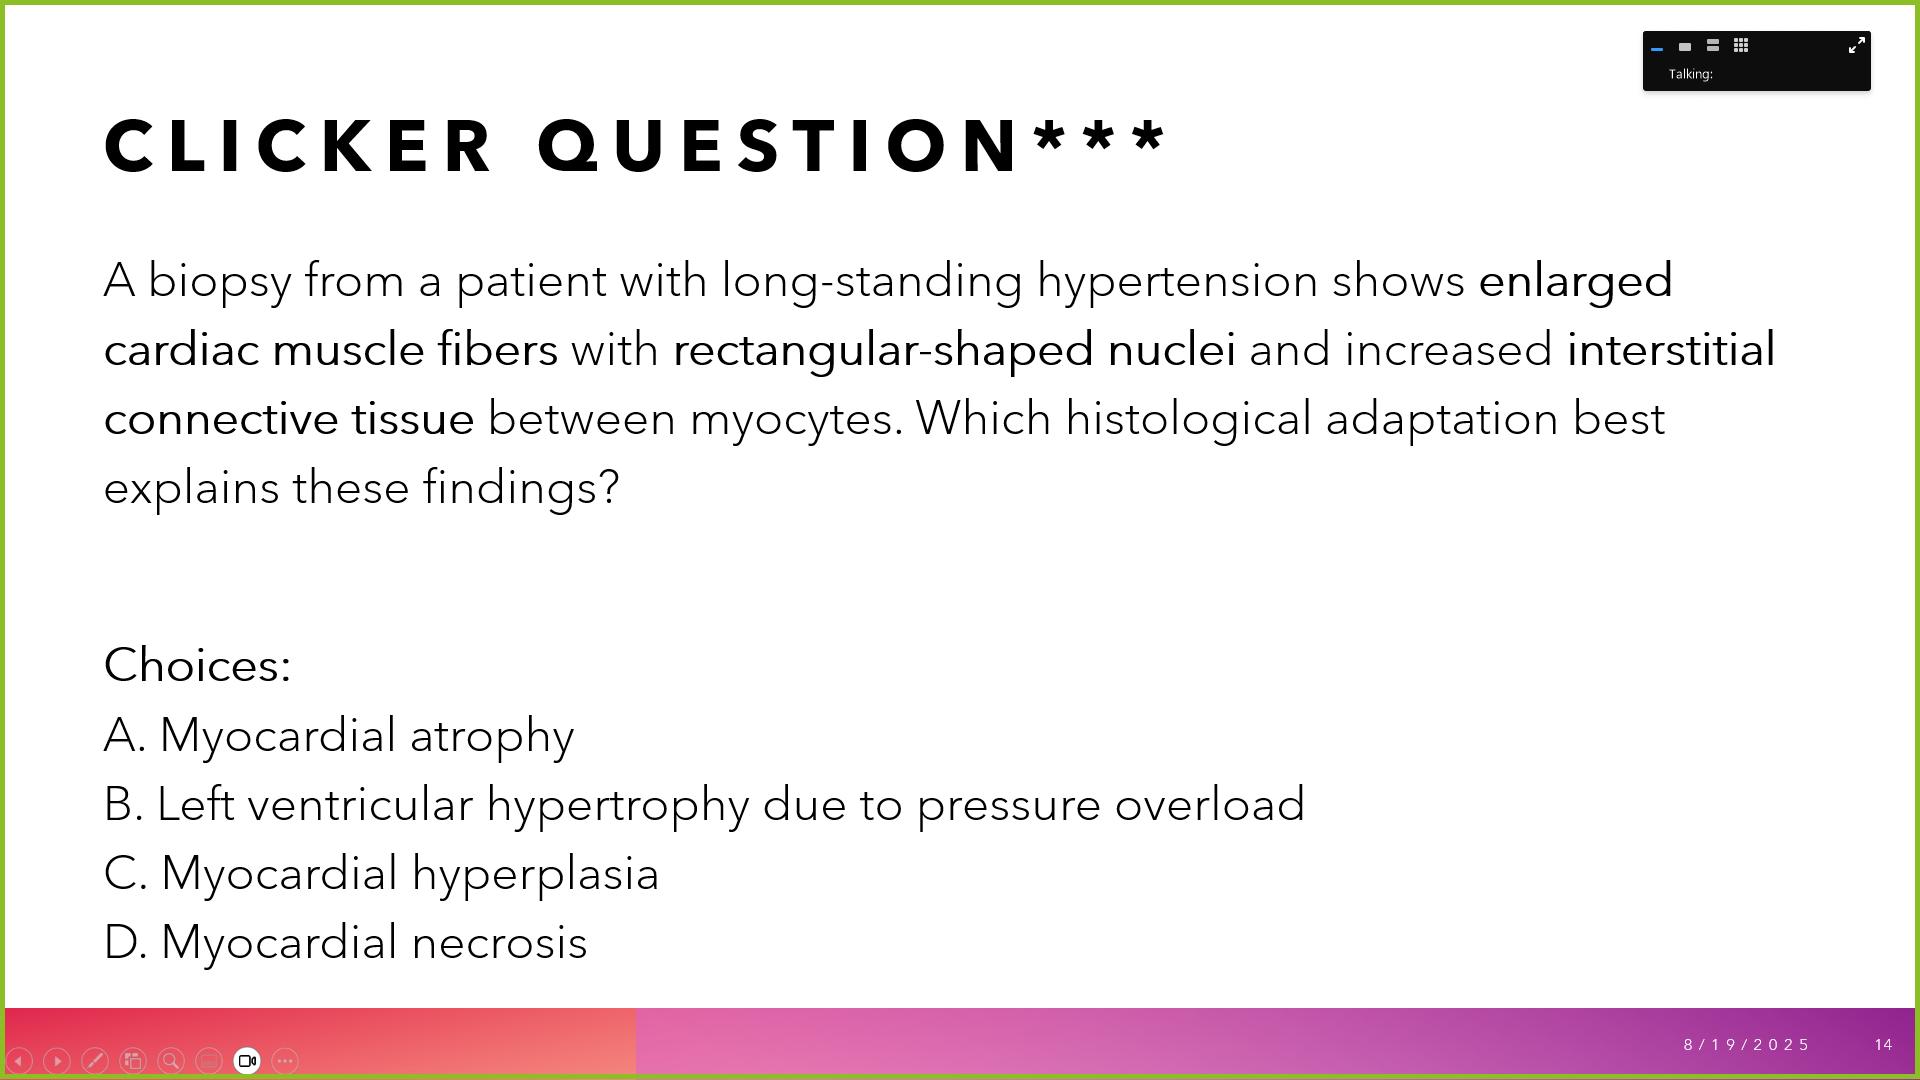 Talking:
CLICKER QUESTION***
A biopsy from a patient with long-standing hypertension shows enlarged
cardiac muscle fibers with rectangular-shaped nuclei and increased interstitial
connective tissue between myocytes. Which histological adaptation best
explains these findings?
Choices:
A. Myocardial atrophy
B. Left ventricular hypertrophy due to pressure overload
C. Myocardial hyperplasia
D. Myocardial necrosis
8/19/2025
14